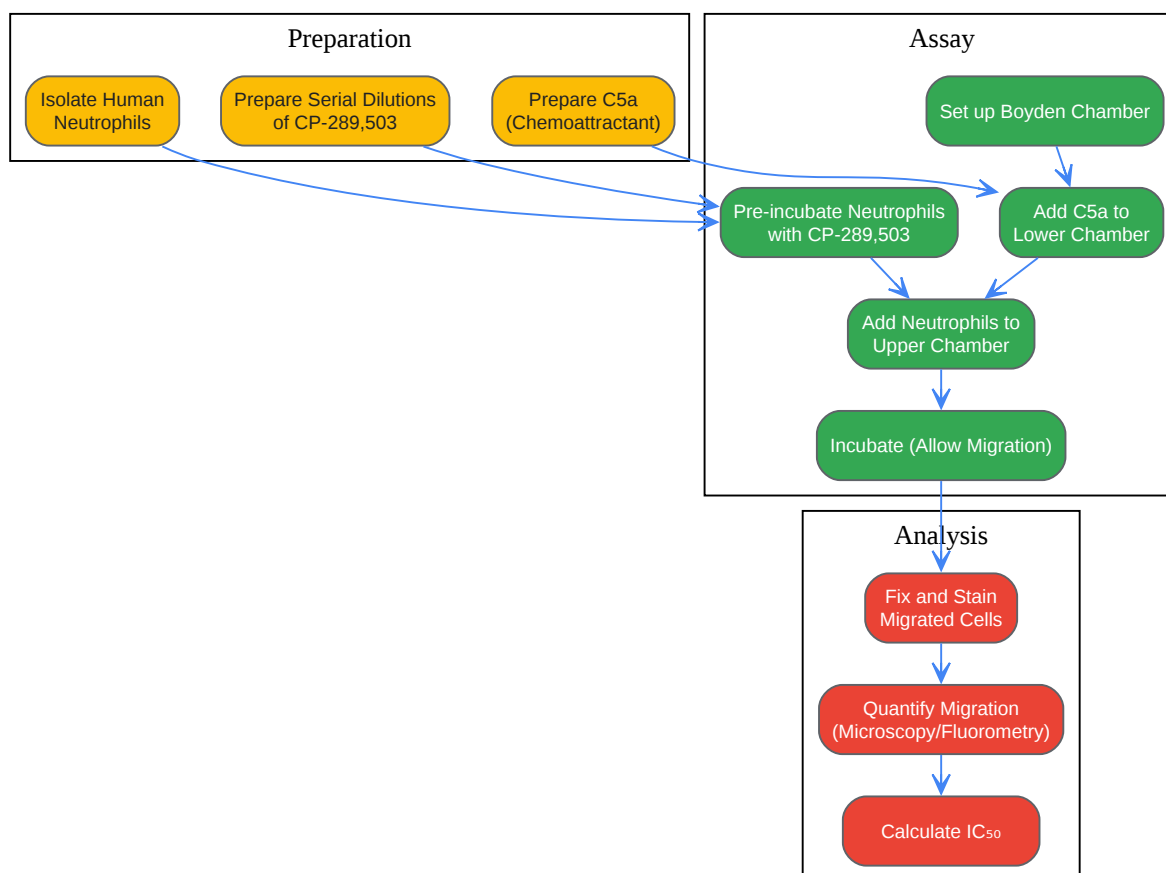 Preparation
Isolate Human
Neutrophils
Prepare Serial Dilutions
of CP-289,503
Prepare C5a
(Chemoattractant)
Assay
Set up Boyden Chamber
Pre-incubate Neutrophils
with CP-289,503
Add C5a to
Lower Chamber
Add Neutrophils to
Upper Chamber
Incubate (Allow Migration)
Analysis
Fix and Stain
Migrated Cells
Quantify Migration
(Microscopy/Fluorometry)
Calculate IC₅₀